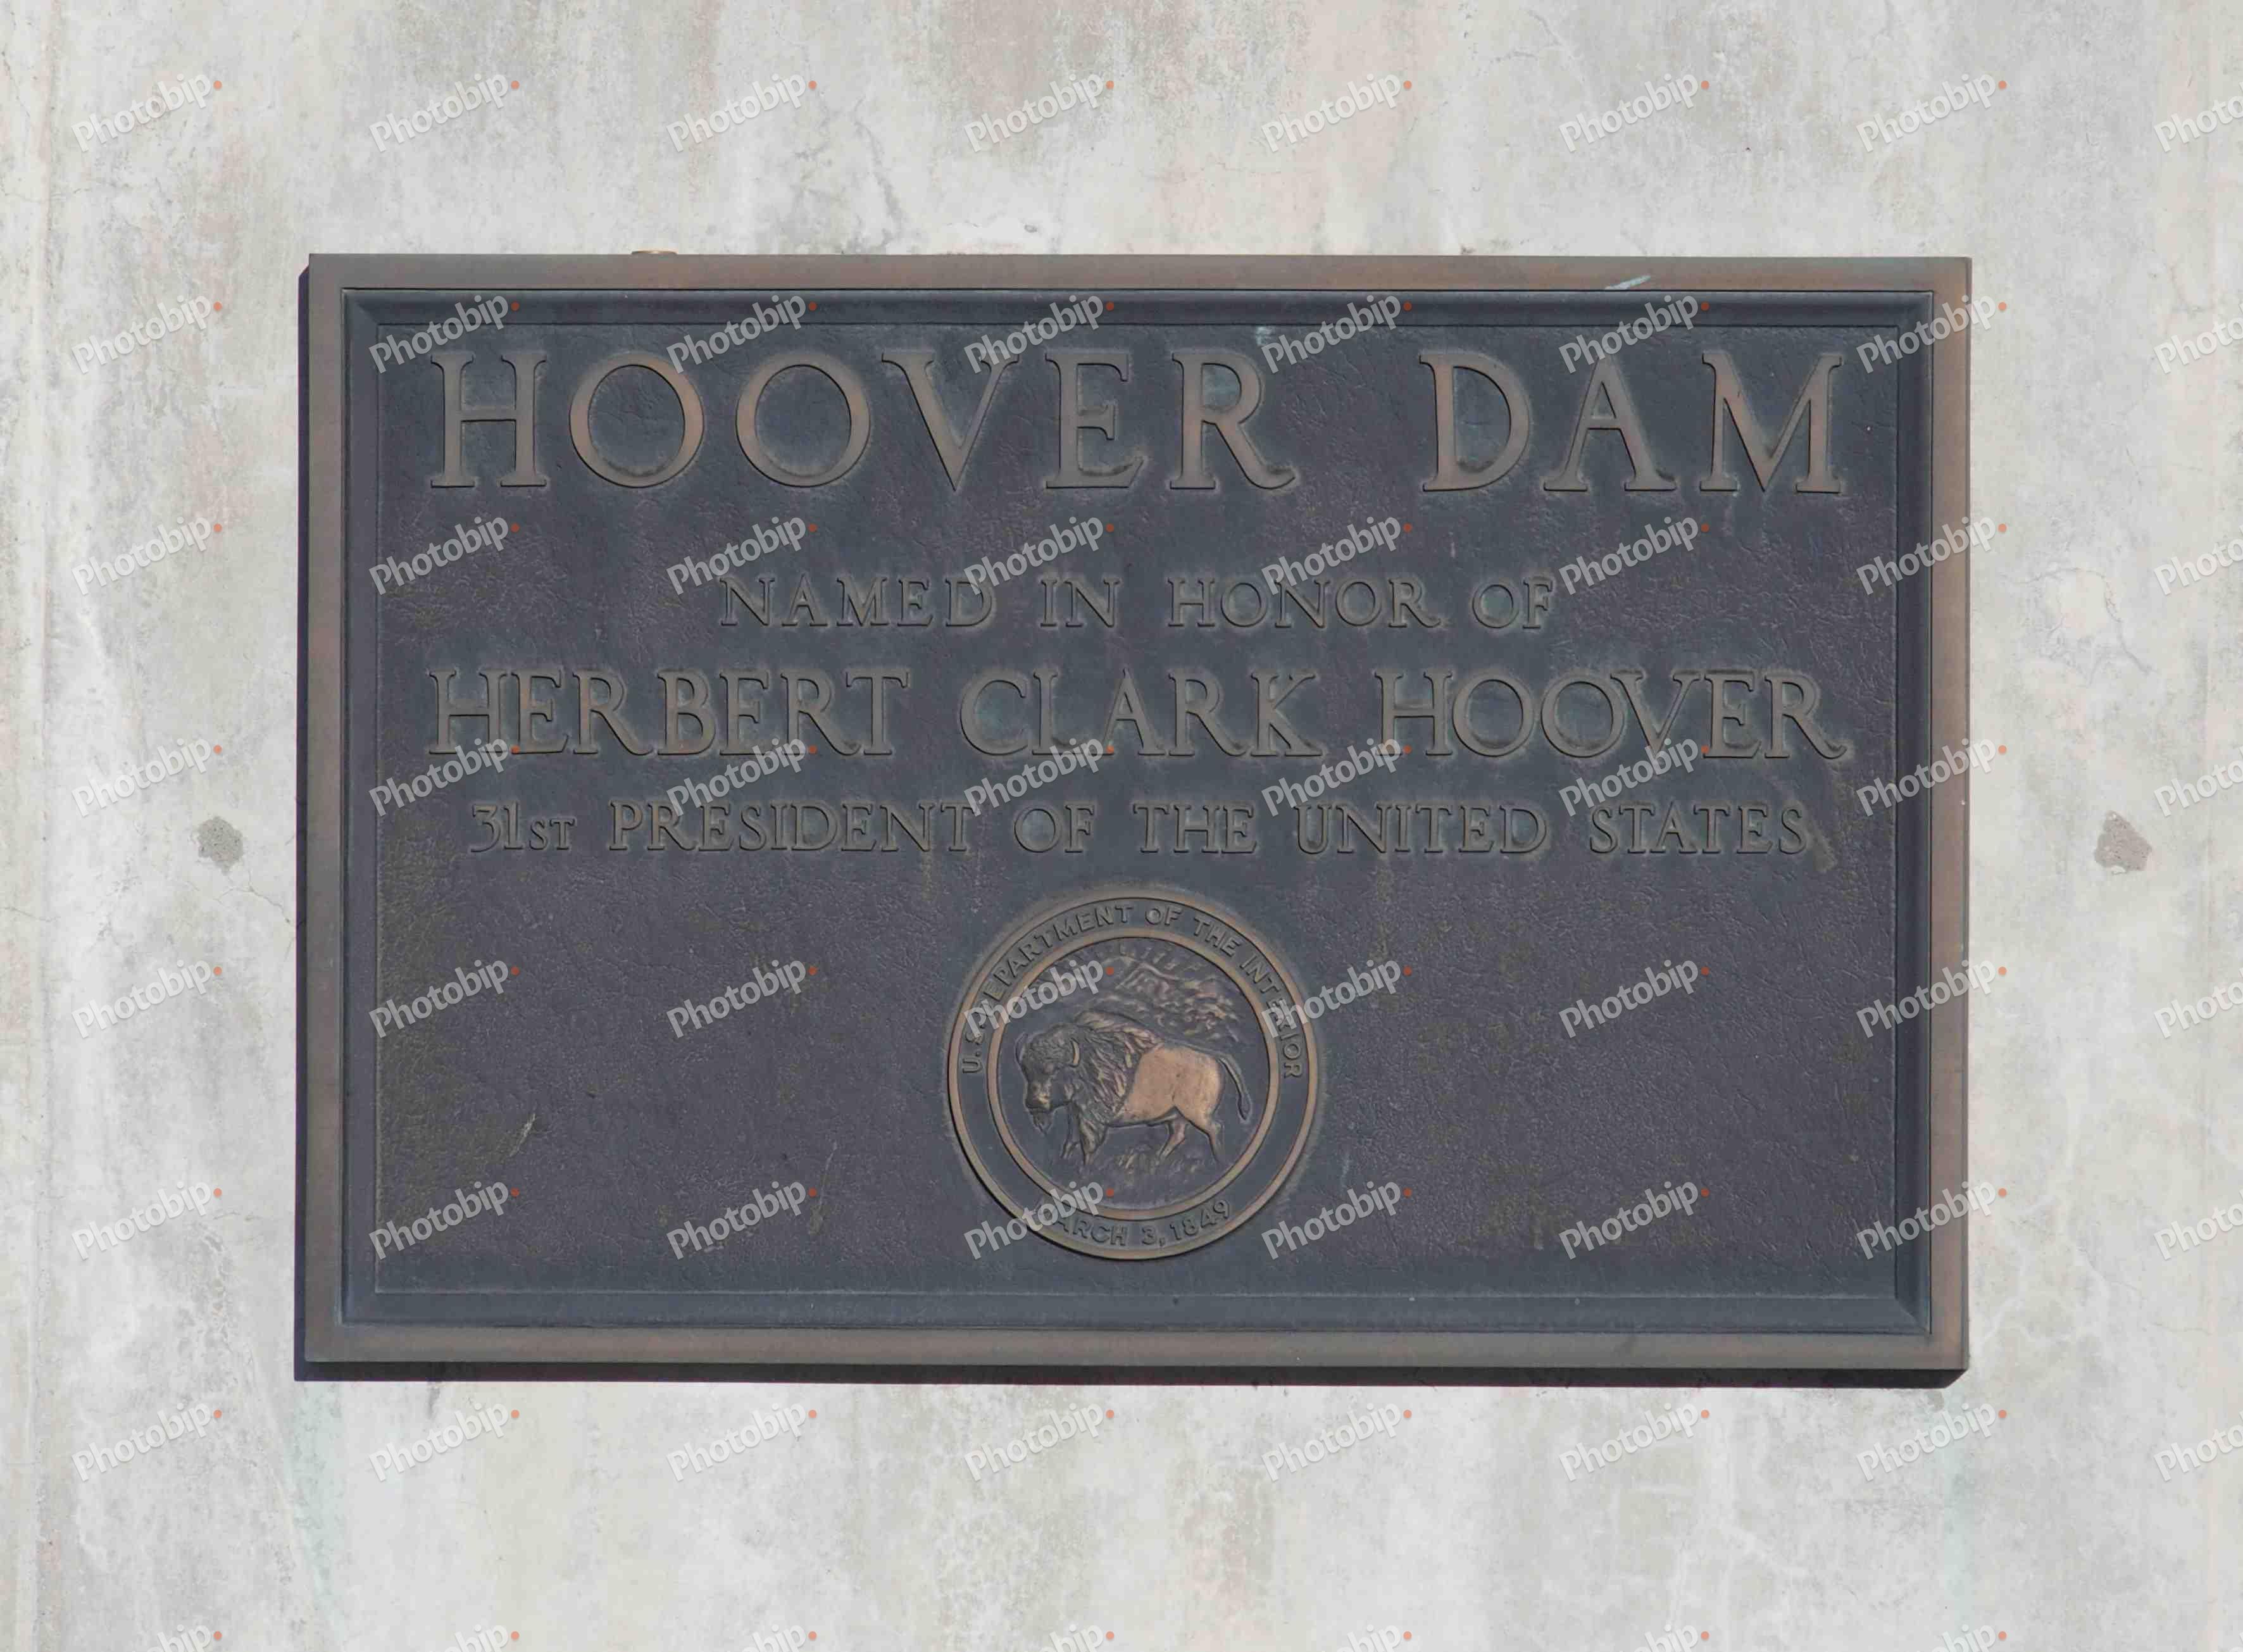 HOOVER DAM
NAMED IN HONOR OF
HERBERT CLARK HOOVER
31ST PRESIDENT OF THE UNITED STATES
U.S. DEPARTMENT OF THE INTERIOR
MARCH 3, 1849
Photobip